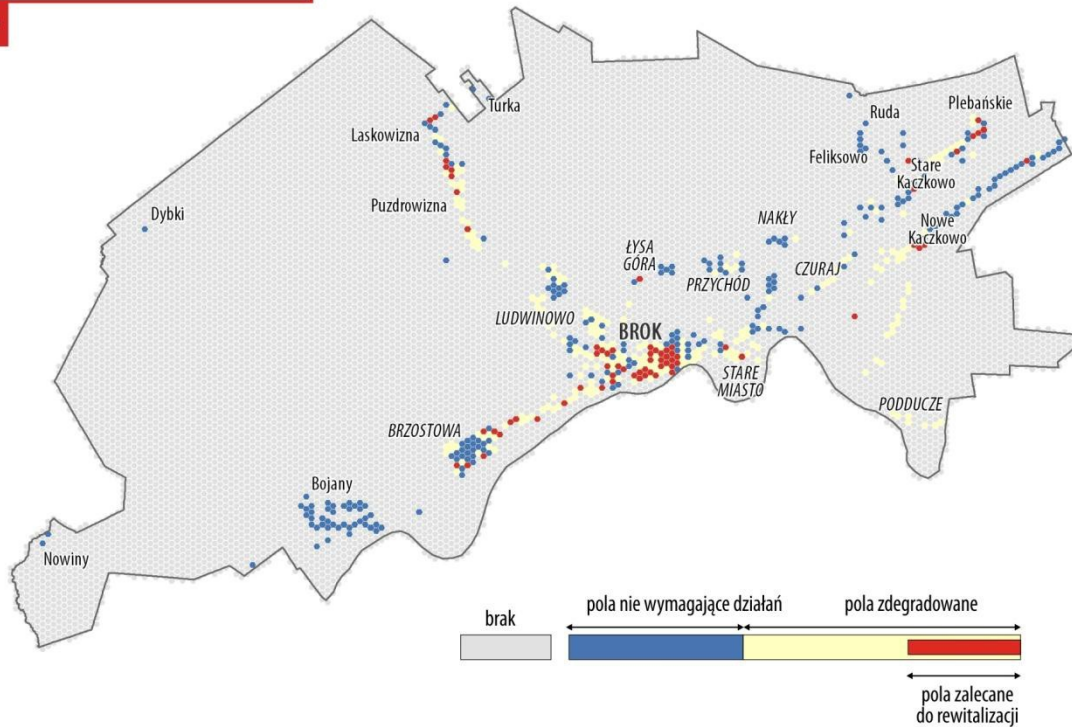 Turka
Laskowizna
Ruda
Plebańskie
Feliksowo
Stare
Kaczkowo
Puzdrowizna
Dybki
NAKŁY
Nowe
Kaczkowo
ŁYSA
GÓRA
PRZYCHÓD
CZURAJ
LUDWINOWO
BROK
STARE
MIASTO
PODDUCZE
BRZOSTOWA
Bojany
Nowiny
brak
pola nie wymagające działań
pola zdegradowane
pola zalecane
do rewitalizacji